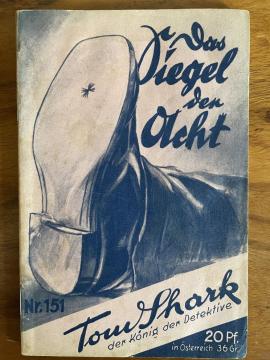 Das
Siegel
der
Acht
Nr. 151
Tom Shark
der König der Detektive
20 Pf.
in Österreich 36 Gr.